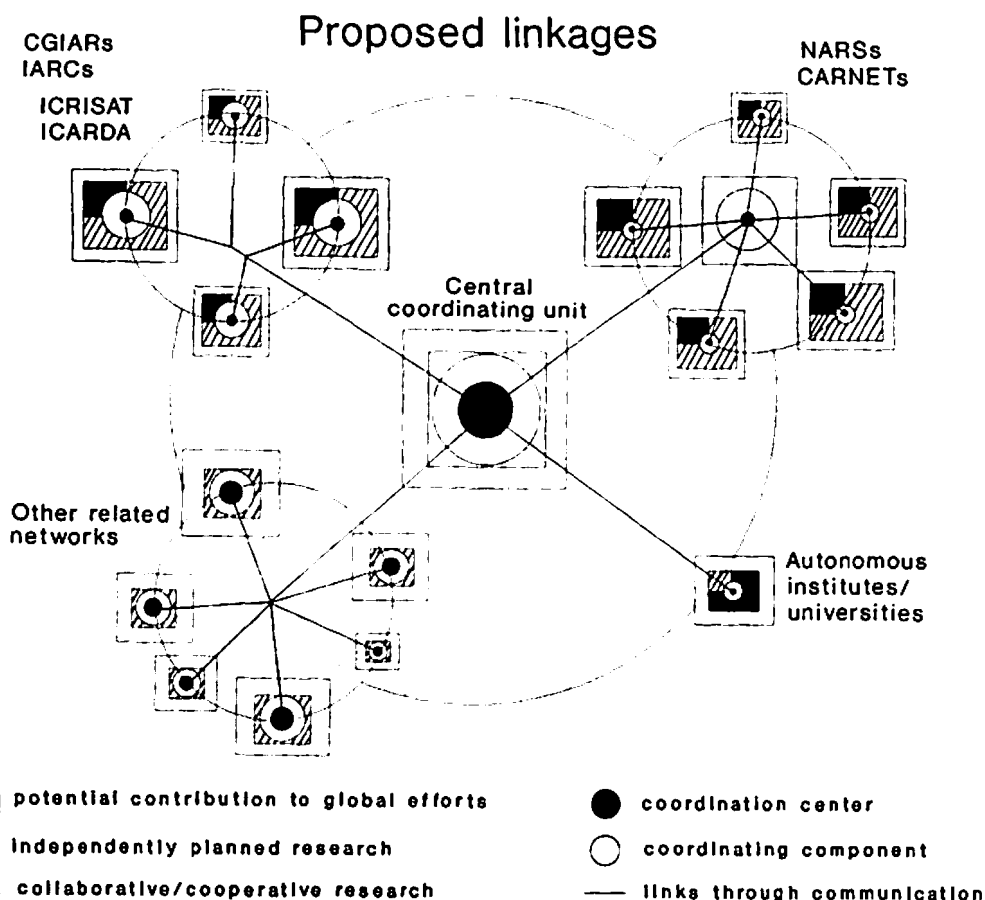 Proposed linkages
CGIARs
IARCs
ICRISAT
ICARDA
NARSs
CARNETs
Central
coordinating unit
Other related
networks
Autonomous
institutes/
universities
potential contribution to global efforts
independently planned research
collaborative/cooperative research
coordination center
coordinating component
links through communication